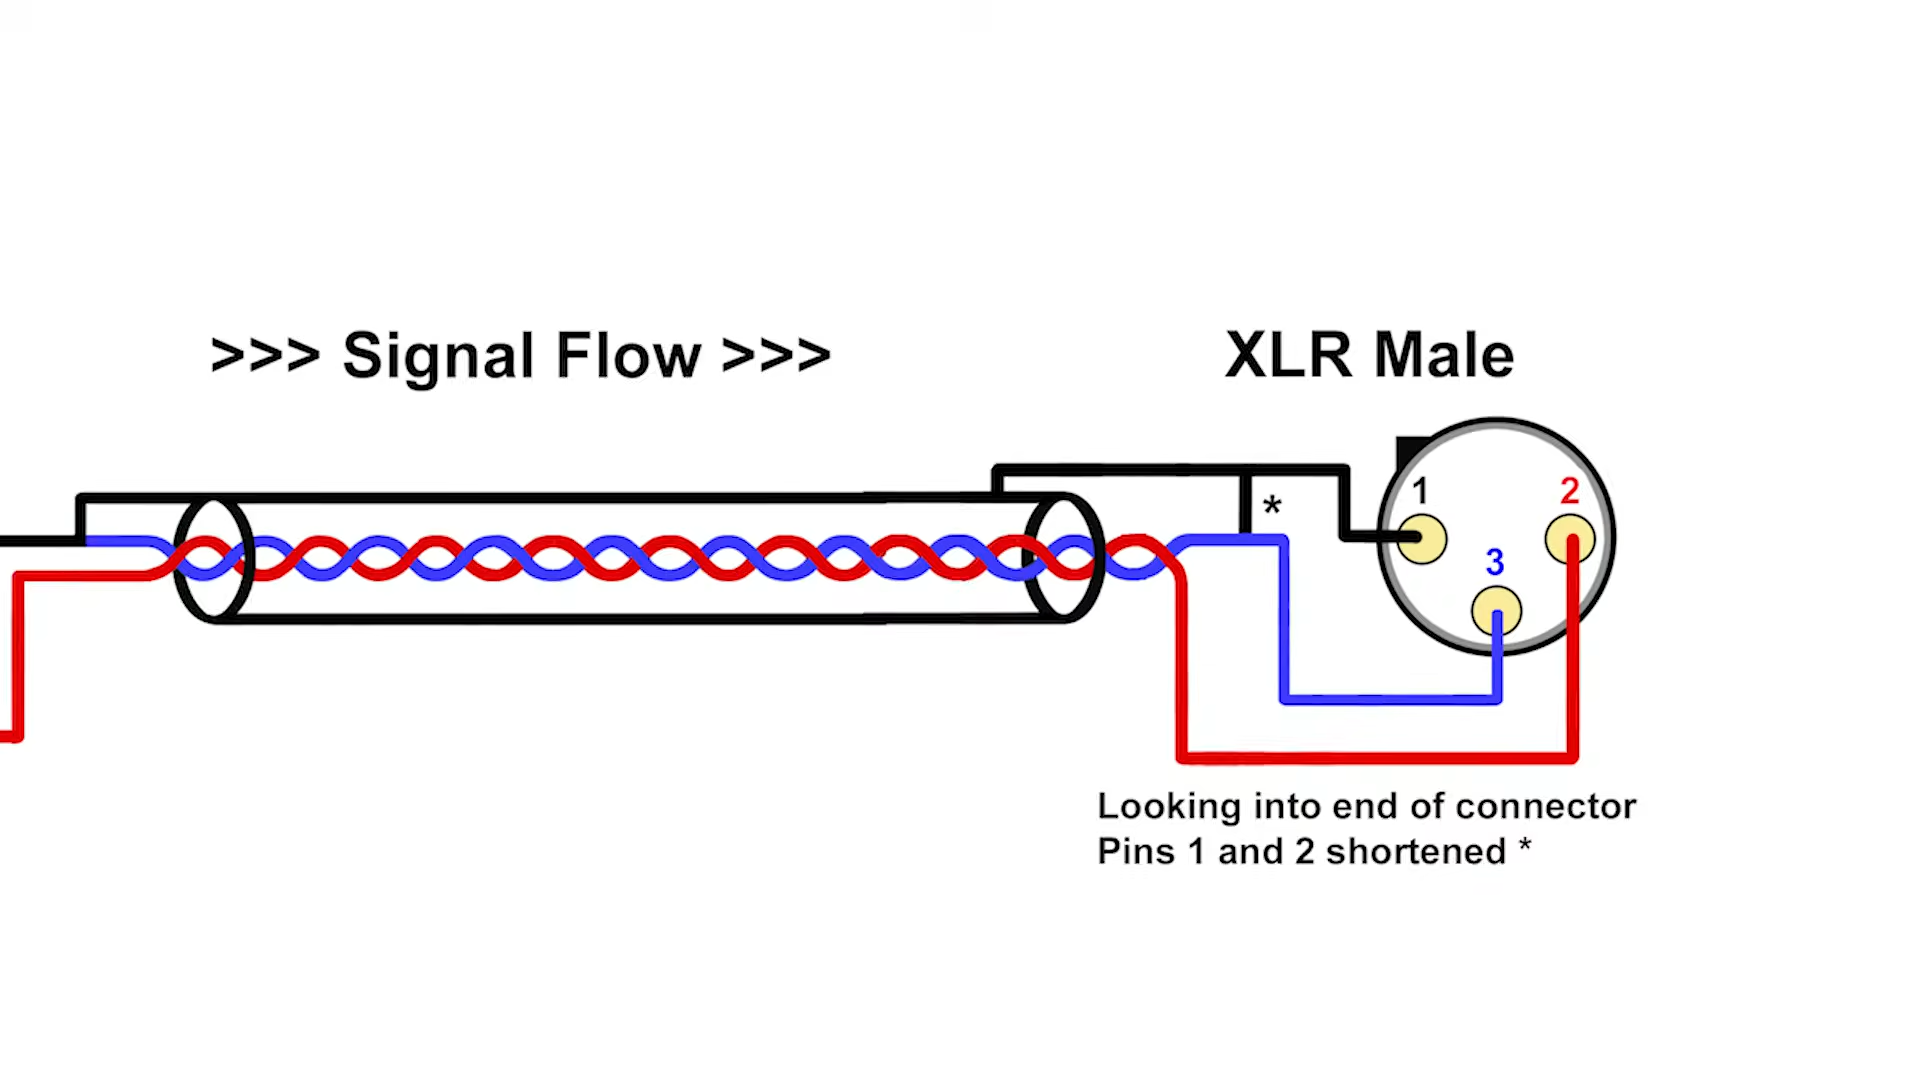 >>> Signal Flow >>>
XLR Male
*
1
2
3
Looking into end of connector
Pins 1 and 2 shortened *